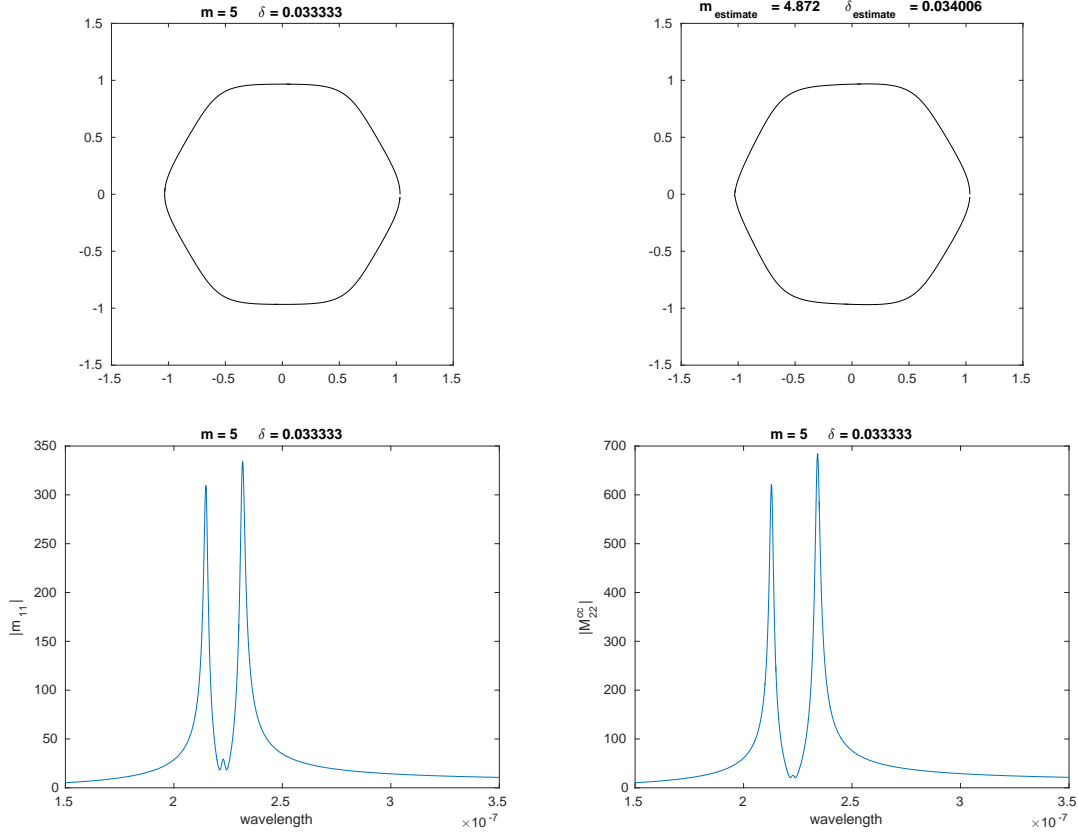 m = 5 δ = 0.033333
1.5
1
0.5
0
-0.5
-1
-1.5
-1.5 -1 -0.5 0 0.5 1 1.5
m estimate = 4.872 δ estimate = 0.034006
1.5
1
0.5
0
-0.5
-1
-1.5
-1.5 -1 -0.5 0 0.5 1 1.5
m = 5 δ = 0.033333
350
300
250
200
150
100
50
0
|m 11|
1.5 2 2.5 3 3.5
wavelength ×10-7
m = 5 δ = 0.033333
700
600
500
400
300
200
100
0
|M22cc|
1.5 2 2.5 3 3.5
wavelength ×10-7